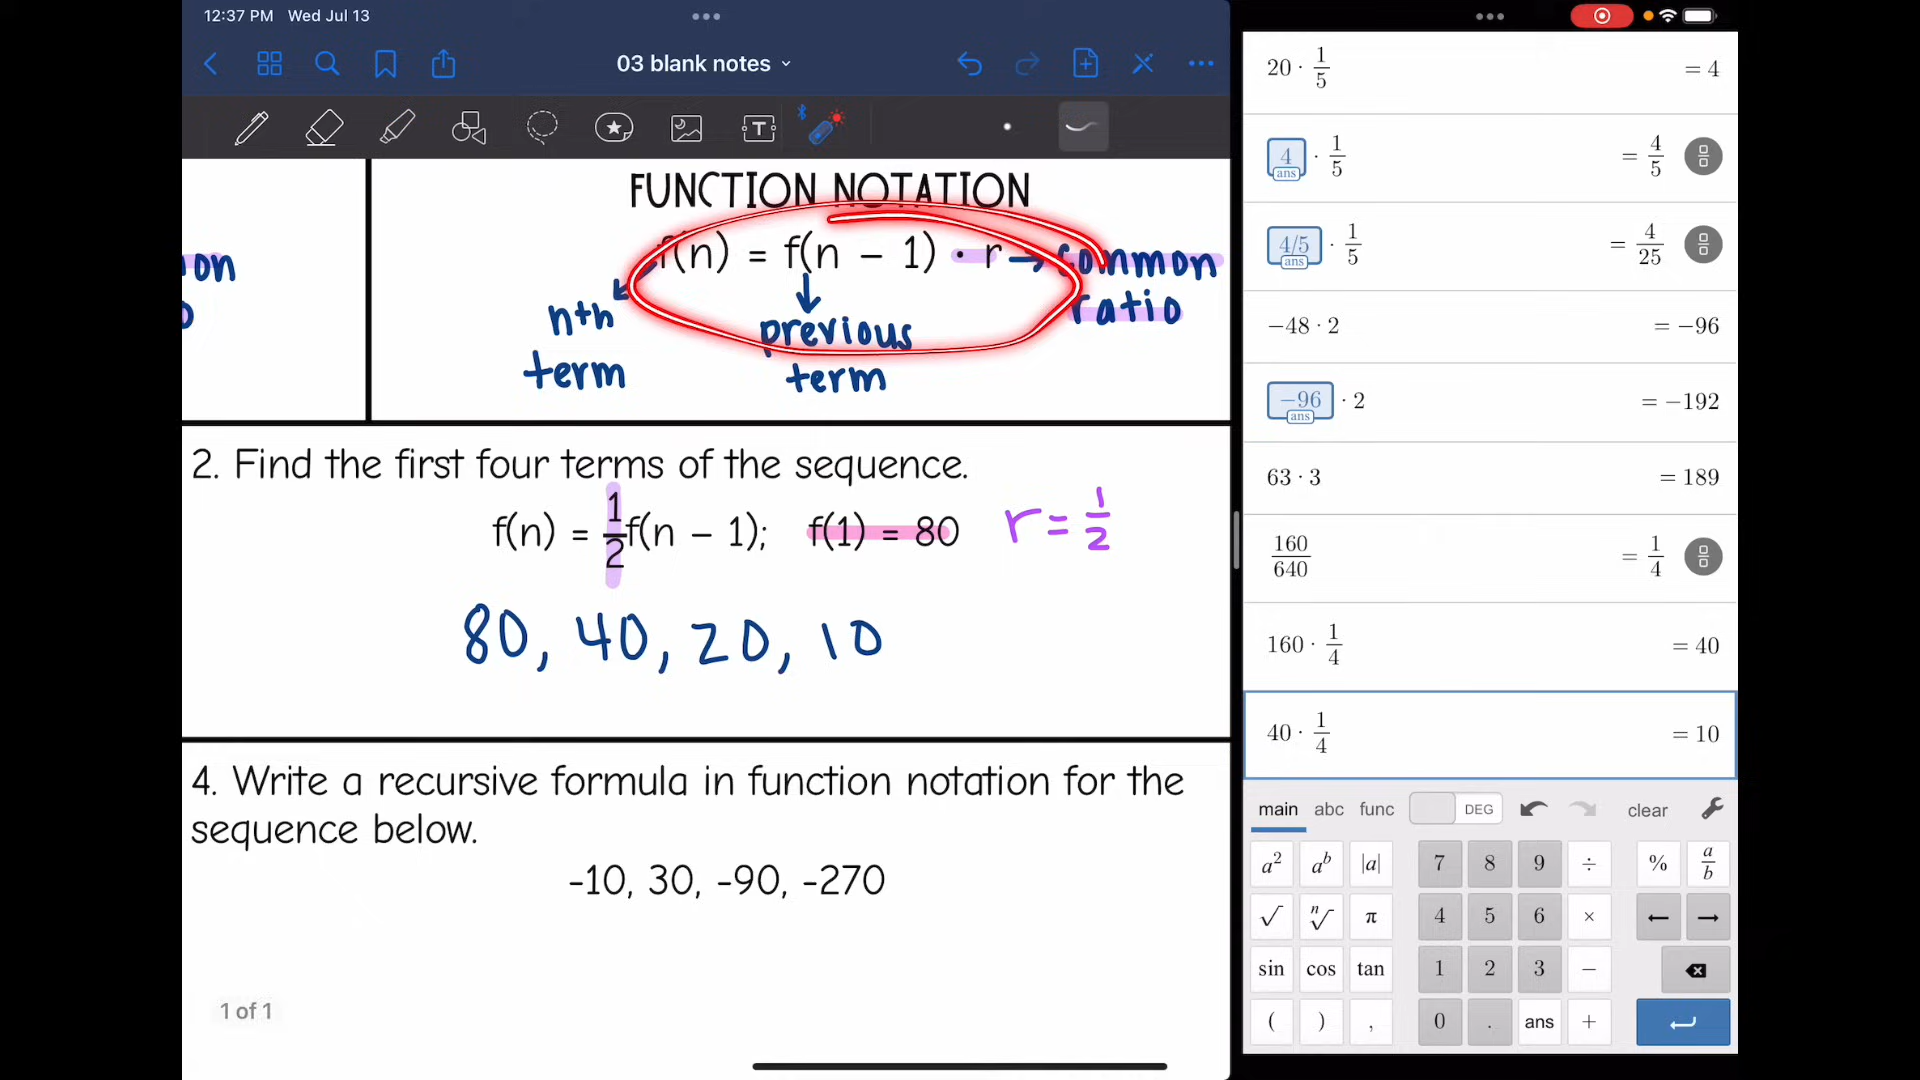 12:37 PM Wed Jul 13
03 blank notes
T
FUNCTION NOTATION
f(n) = f(n − 1) · r → common ratio
nth term
previous term
on
o
2. Find the first four terms of the sequence.
f(n) = 1/2 f(n − 1); f(1) = 80 r = 1/2
80, 40, 20, 10
4. Write a recursive formula in function notation for the
sequence below.
-10, 30, -90, -270
1 of 1
20 · 1/5 = 4
4 ans · 1/5 = 4/5
4/5 ans · 1/5 = 4/25
−48 · 2 = −96
−96 ans · 2 = −192
63 · 3 = 189
160/640 = 1/4
160 · 1/4 = 40
40 · 1/4 = 10
main abc func DEG clear
a² aᵇ |a| 7 8 9 ÷ % a/b
√ ⁿ√ π 4 5 6 × ← →
sin cos tan 1 2 3 −
( ) , 0 . ans +